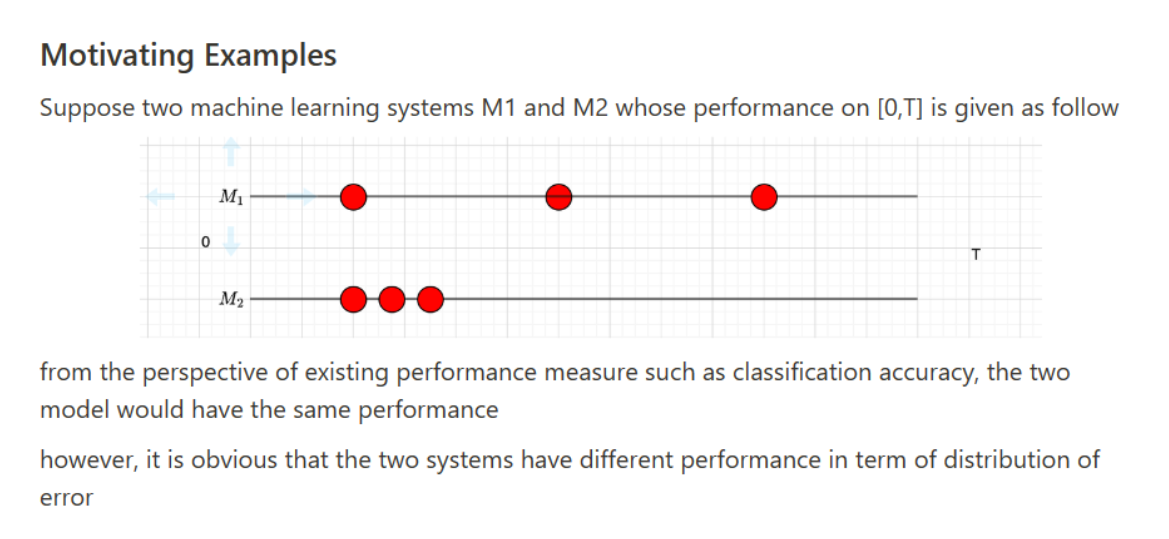 Motivating Examples
Suppose two machine learning systems M1 and M2 whose performance on [0,T] is given as follow
M₁
0
T
M₂
from the perspective of existing performance measure such as classification accuracy, the two
model would have the same performance
however, it is obvious that the two systems have different performance in term of distribution of
error